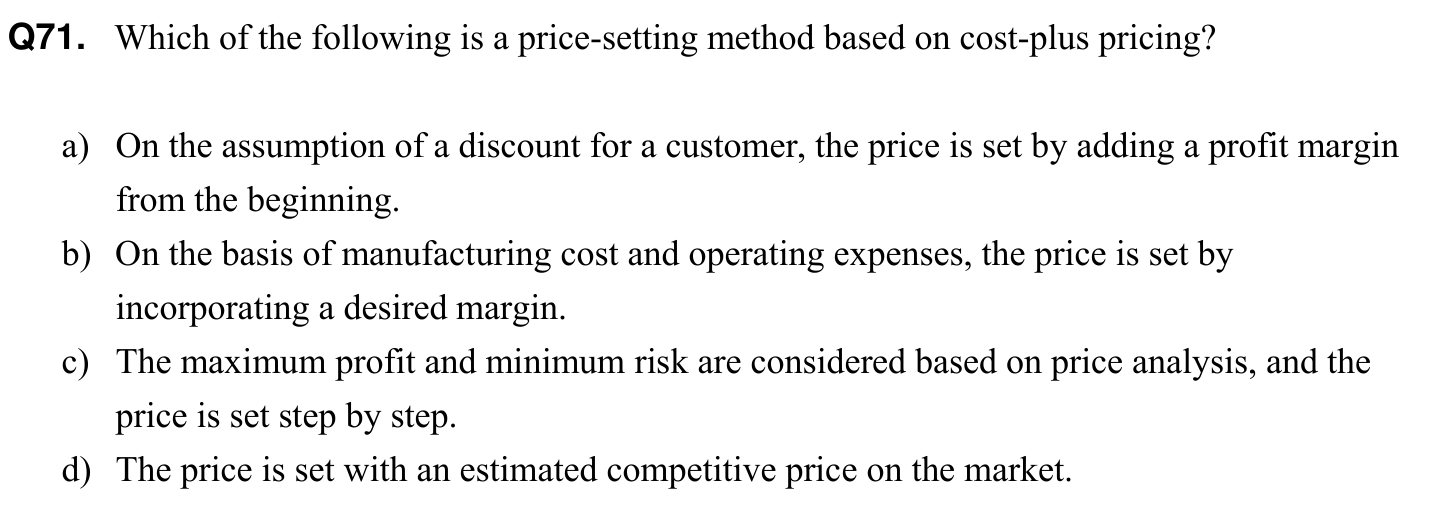 Q71. Which of the following is a price-setting method based on cost-plus pricing?
a) On the assumption of a discount for a customer, the price is set by adding a profit margin
from the beginning.
b) On the basis of manufacturing cost and operating expenses, the price is set by
incorporating a desired margin.
c) The maximum profit and minimum risk are considered based on price analysis, and the
price is set step by step.
d) The price is set with an estimated competitive price on the market.